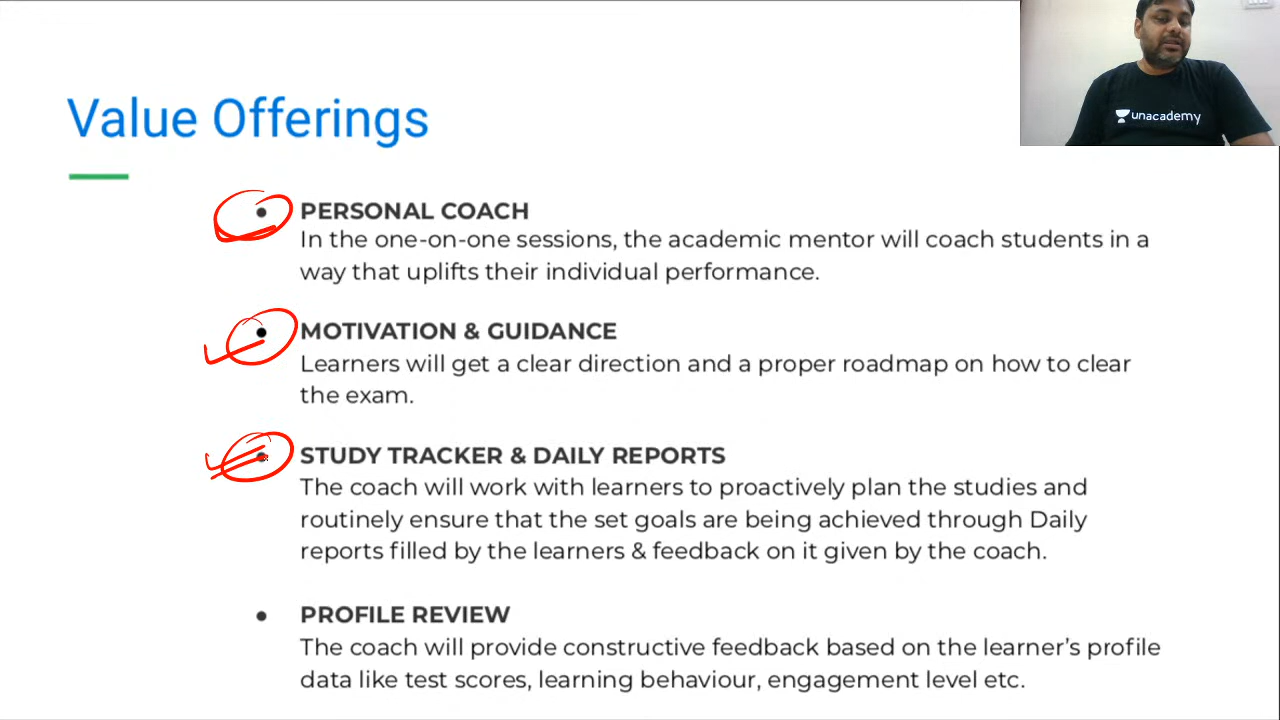 unacademy
Value Offerings
• PERSONAL COACH
In the one-on-one sessions, the academic mentor will coach students in a
way that uplifts their individual performance.
• MOTIVATION & GUIDANCE
Learners will get a clear direction and a proper roadmap on how to clear
the exam.
• STUDY TRACKER & DAILY REPORTS
The coach will work with learners to proactively plan the studies and
routinely ensure that the set goals are being achieved through Daily
reports filled by the learners & feedback on it given by the coach.
• PROFILE REVIEW
The coach will provide constructive feedback based on the learner’s profile
data like test scores, learning behaviour, engagement level etc.